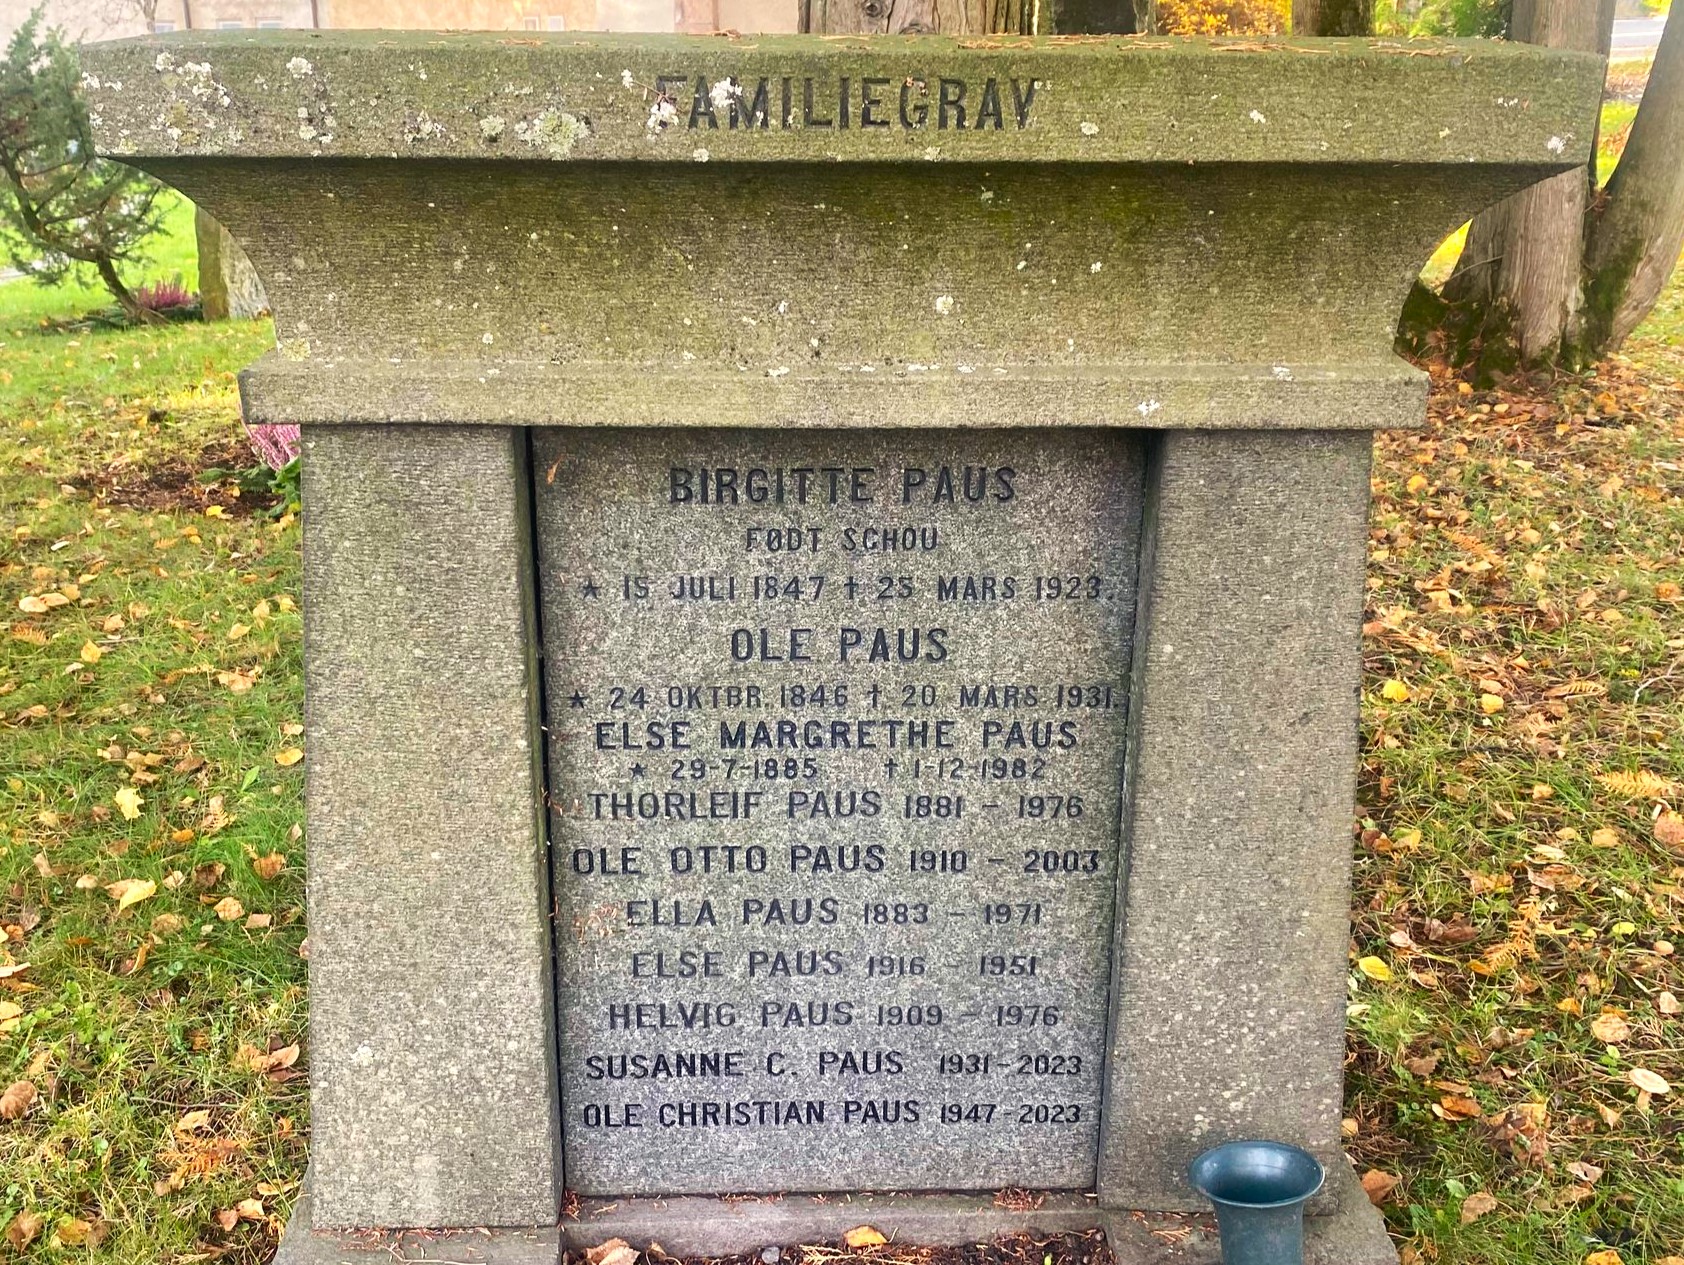 FAMILIEGRAV
BIRGITTE PAUS
FØDT SCHOU
★ 15 JULI 1847 † 25 MARS 1923.
OLE PAUS
★ 24 OKTBR. 1846 † 20 MARS 1931.
ELSE MARGRETHE PAUS
★ 29-7-1885 † 1-12-1982
THORLEIF PAUS 1881 - 1976
OLE OTTO PAUS 1910 - 2003
ELLA PAUS 1883 - 1971
ELSE PAUS 1916 - 1951
HELVIG PAUS 1909 - 1976
SUSANNE C. PAUS 1931-2023
OLE CHRISTIAN PAUS 1947-2023